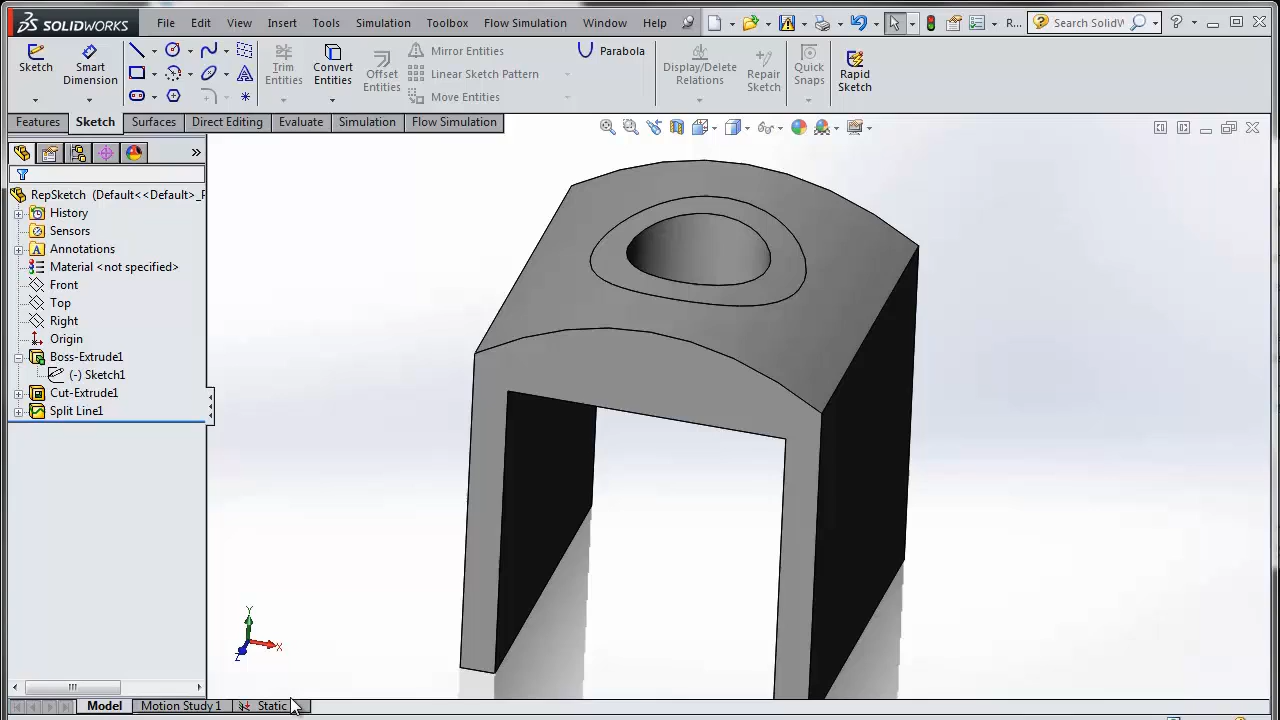 SOLIDWORKS File Edit View Insert Tools Simulation Toolbox Flow Simulation Window Help R... Search SolidW
Sketch Smart Dimension Trim Entities Convert Entities Offset Entities Mirror Entities Linear Sketch Pattern Move Entities Parabola Display/Delete Relations Repair Sketch Quick Snaps Rapid Sketch
Features Sketch Surfaces Direct Editing Evaluate Simulation Flow Simulation
RepSketch (Default<<Default>_
History
Sensors
A Annotations
Material <not specified>
Front
Top
Right
Origin
Boss-Extrude1
(-) Sketch1
Cut-Extrude1
Split Line1
Y
X
Z
Model Motion Study 1 Static